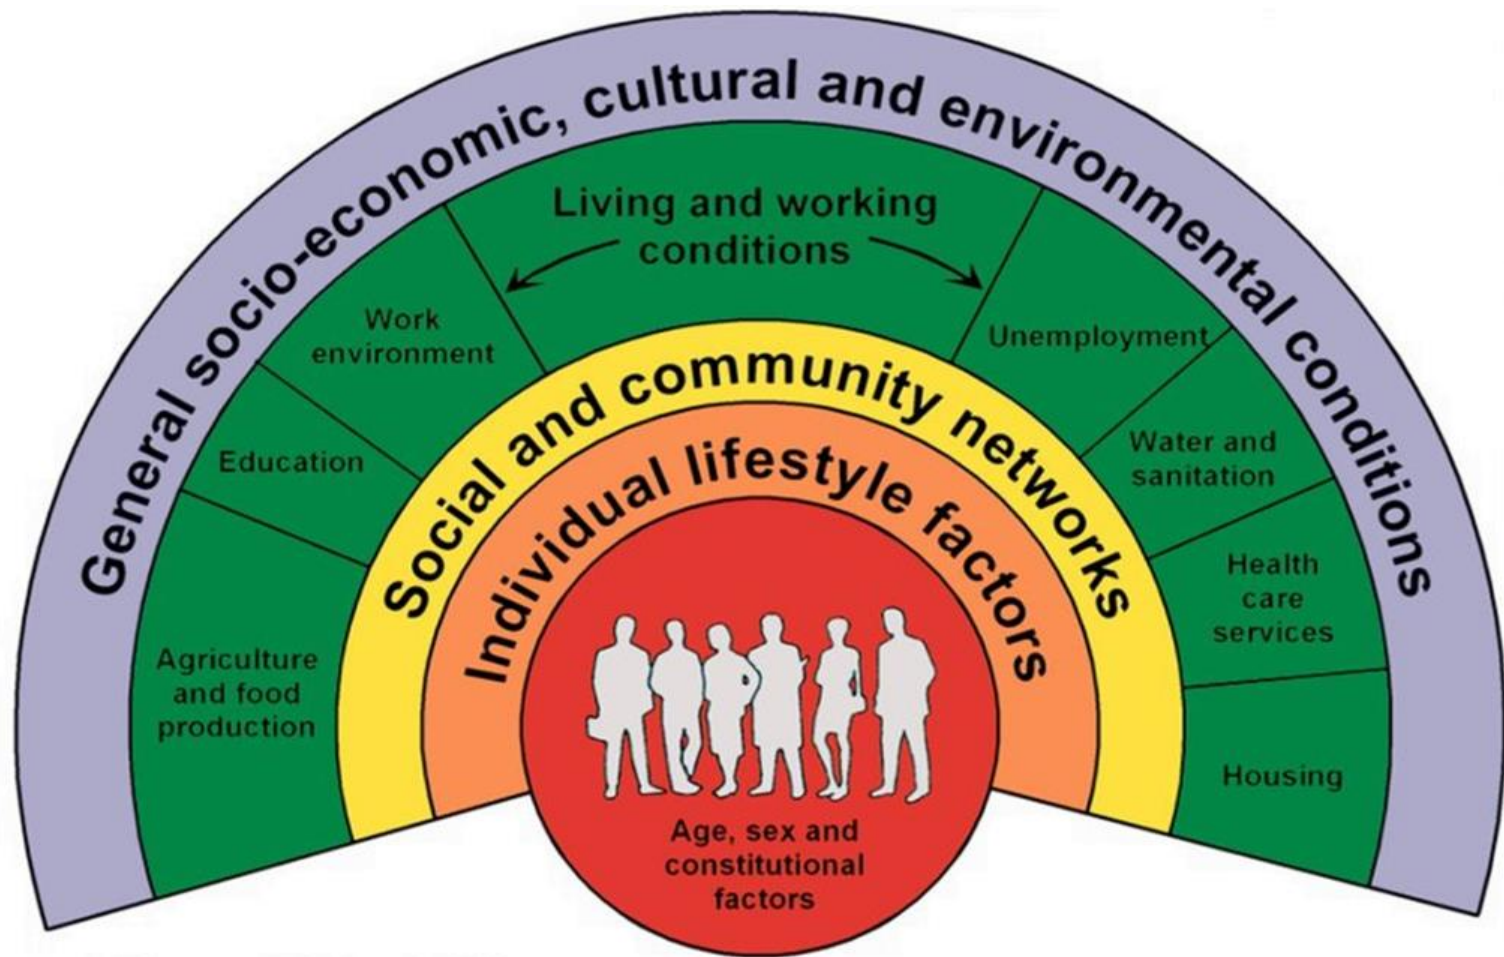 General socio-economic, cultural and environmental conditions
Living and working
conditions
Work
environment
Unemployment
Education
Water and
sanitation
Agriculture
and food
production
Health
care
services
Housing
Social and community networks
Individual lifestyle factors
Age, sex and
constitutional
factors